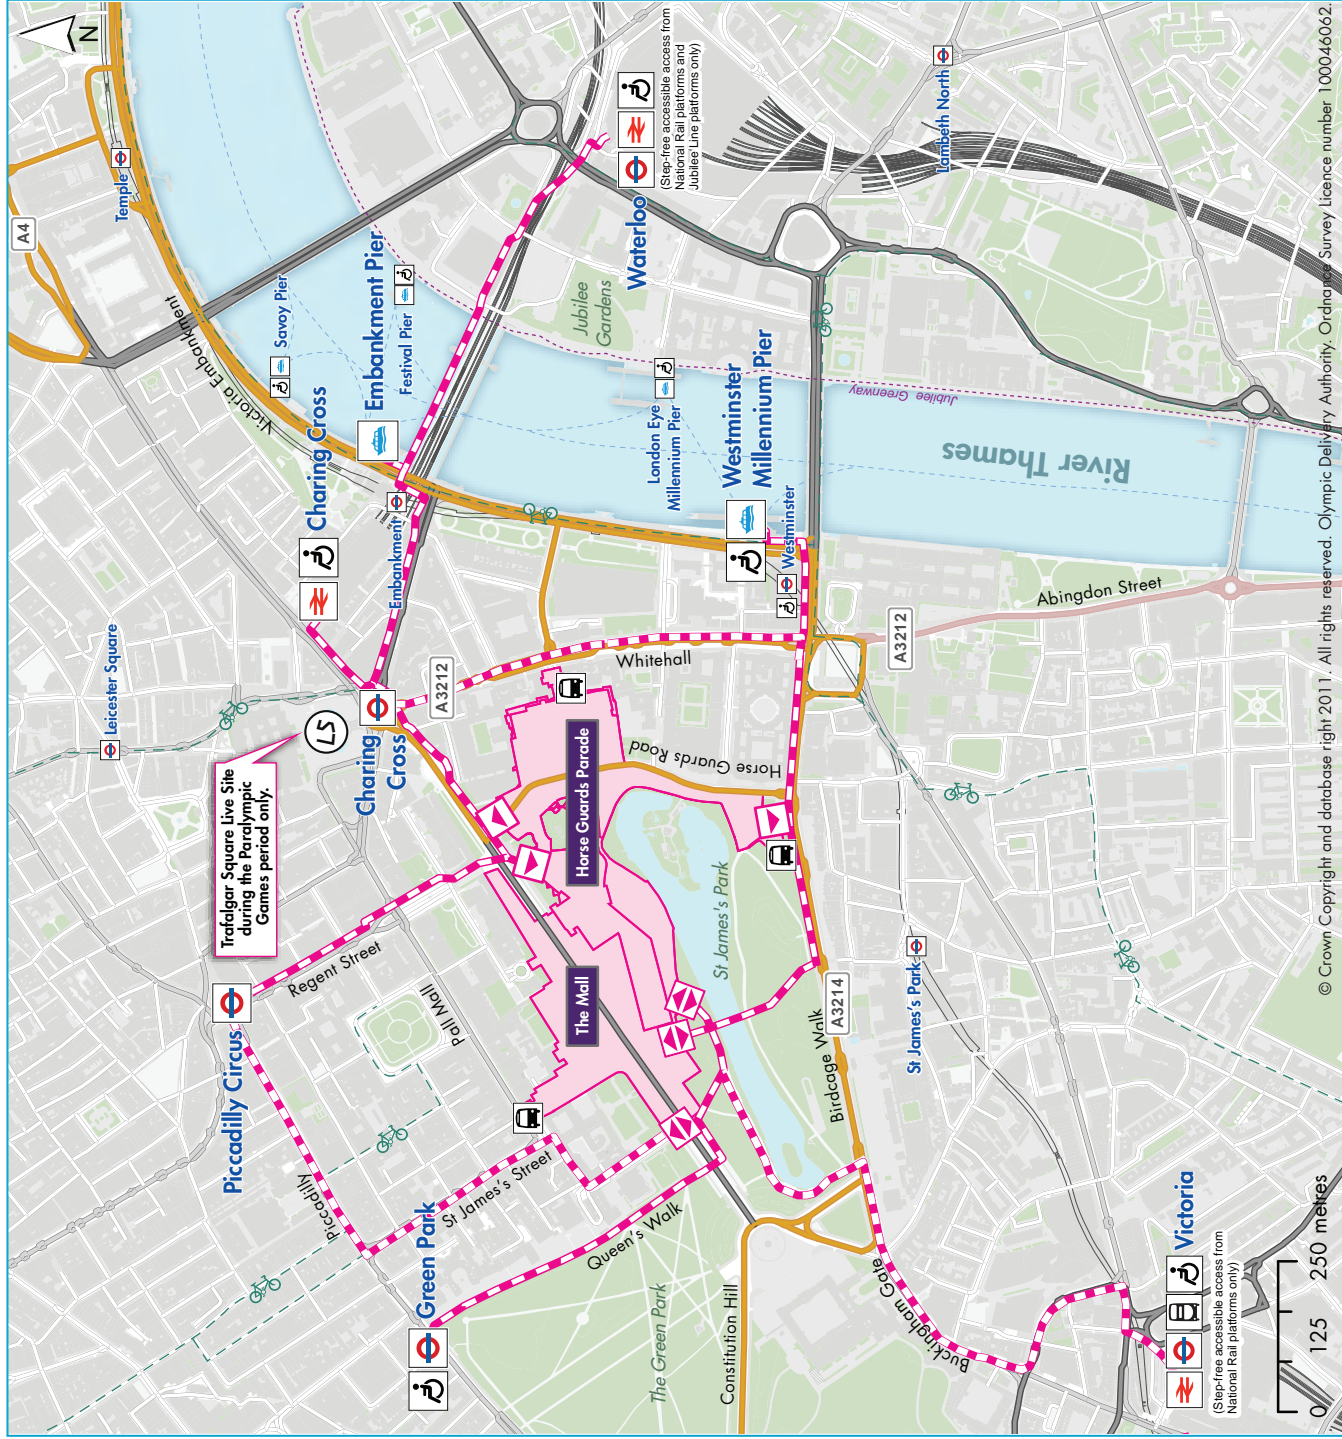 N
A4
Temple
Savoy Pier
Victoria Embankment
Embankment Pier
Festival Pier
Charing Cross
Embankment
Leicester Square
Trafalgar Square Live Site
during the Paralympic
Games period only.
LS
Charing
Cross
A3212
Whitehall
Waterloo
(Step-free accessible access from
National Rail platforms and
Jubilee Line platforms only)
Jubilee
Gardens
Lambeth North
London Eye
Millennium Pier
Westminster
Millennium Pier
Westminster
Jubilee Greenway
River Thames
Abingdon Street
A3212
Horse Guards Parade
Horse Guards Road
The Mall
St James's Park
Regent Street
Pall Mall
Piccadilly Circus
Piccadilly
St James's Street
Green Park
Queen's Walk
The Green Park
Constitution Hill
Birdcage Walk
A3214
St James's Park
Buckingham Gate
Victoria
(Step-free accessible access from
National Rail platforms only)
0 125 250 metres
© Crown Copyright and database right 2011. All rights reserved. Olympic Delivery Authority. Ordnance Survey Licence number 100046062.